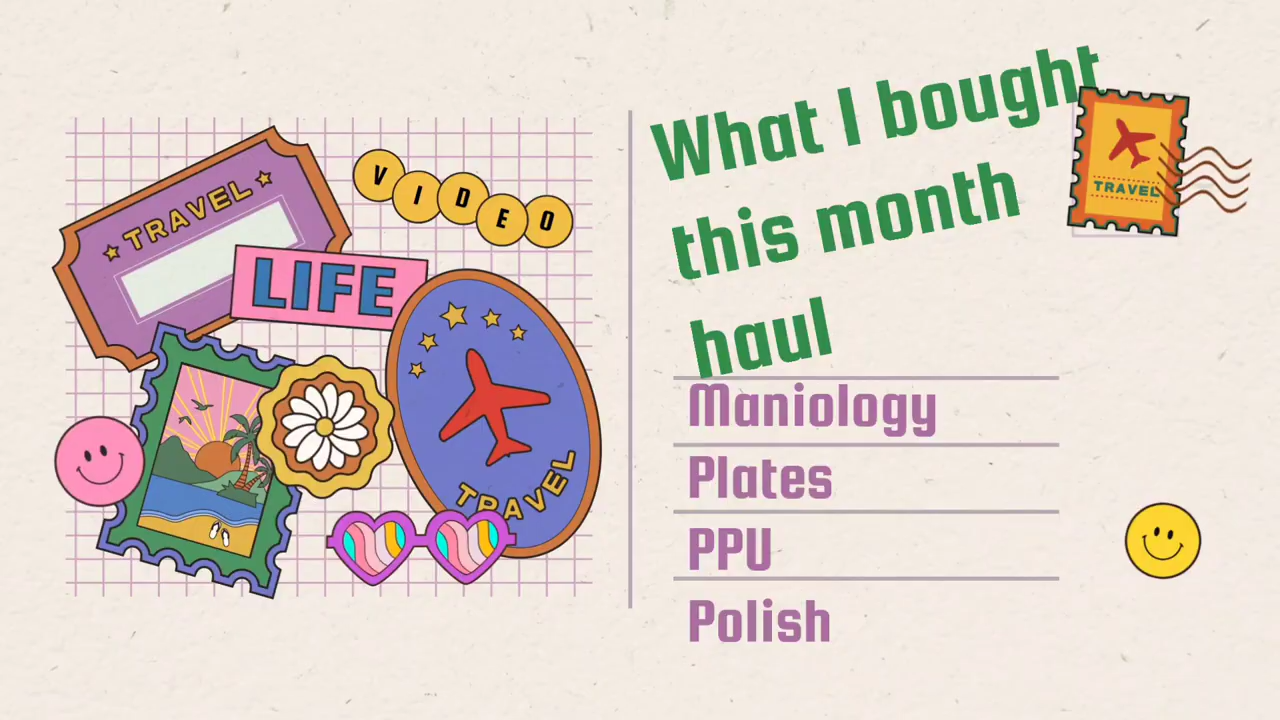 TRAVEL
VIDEO
LIFE
TRAVEL
What I bought
this month
haul
TRAVEL
Maniology
Plates
PPU
Polish